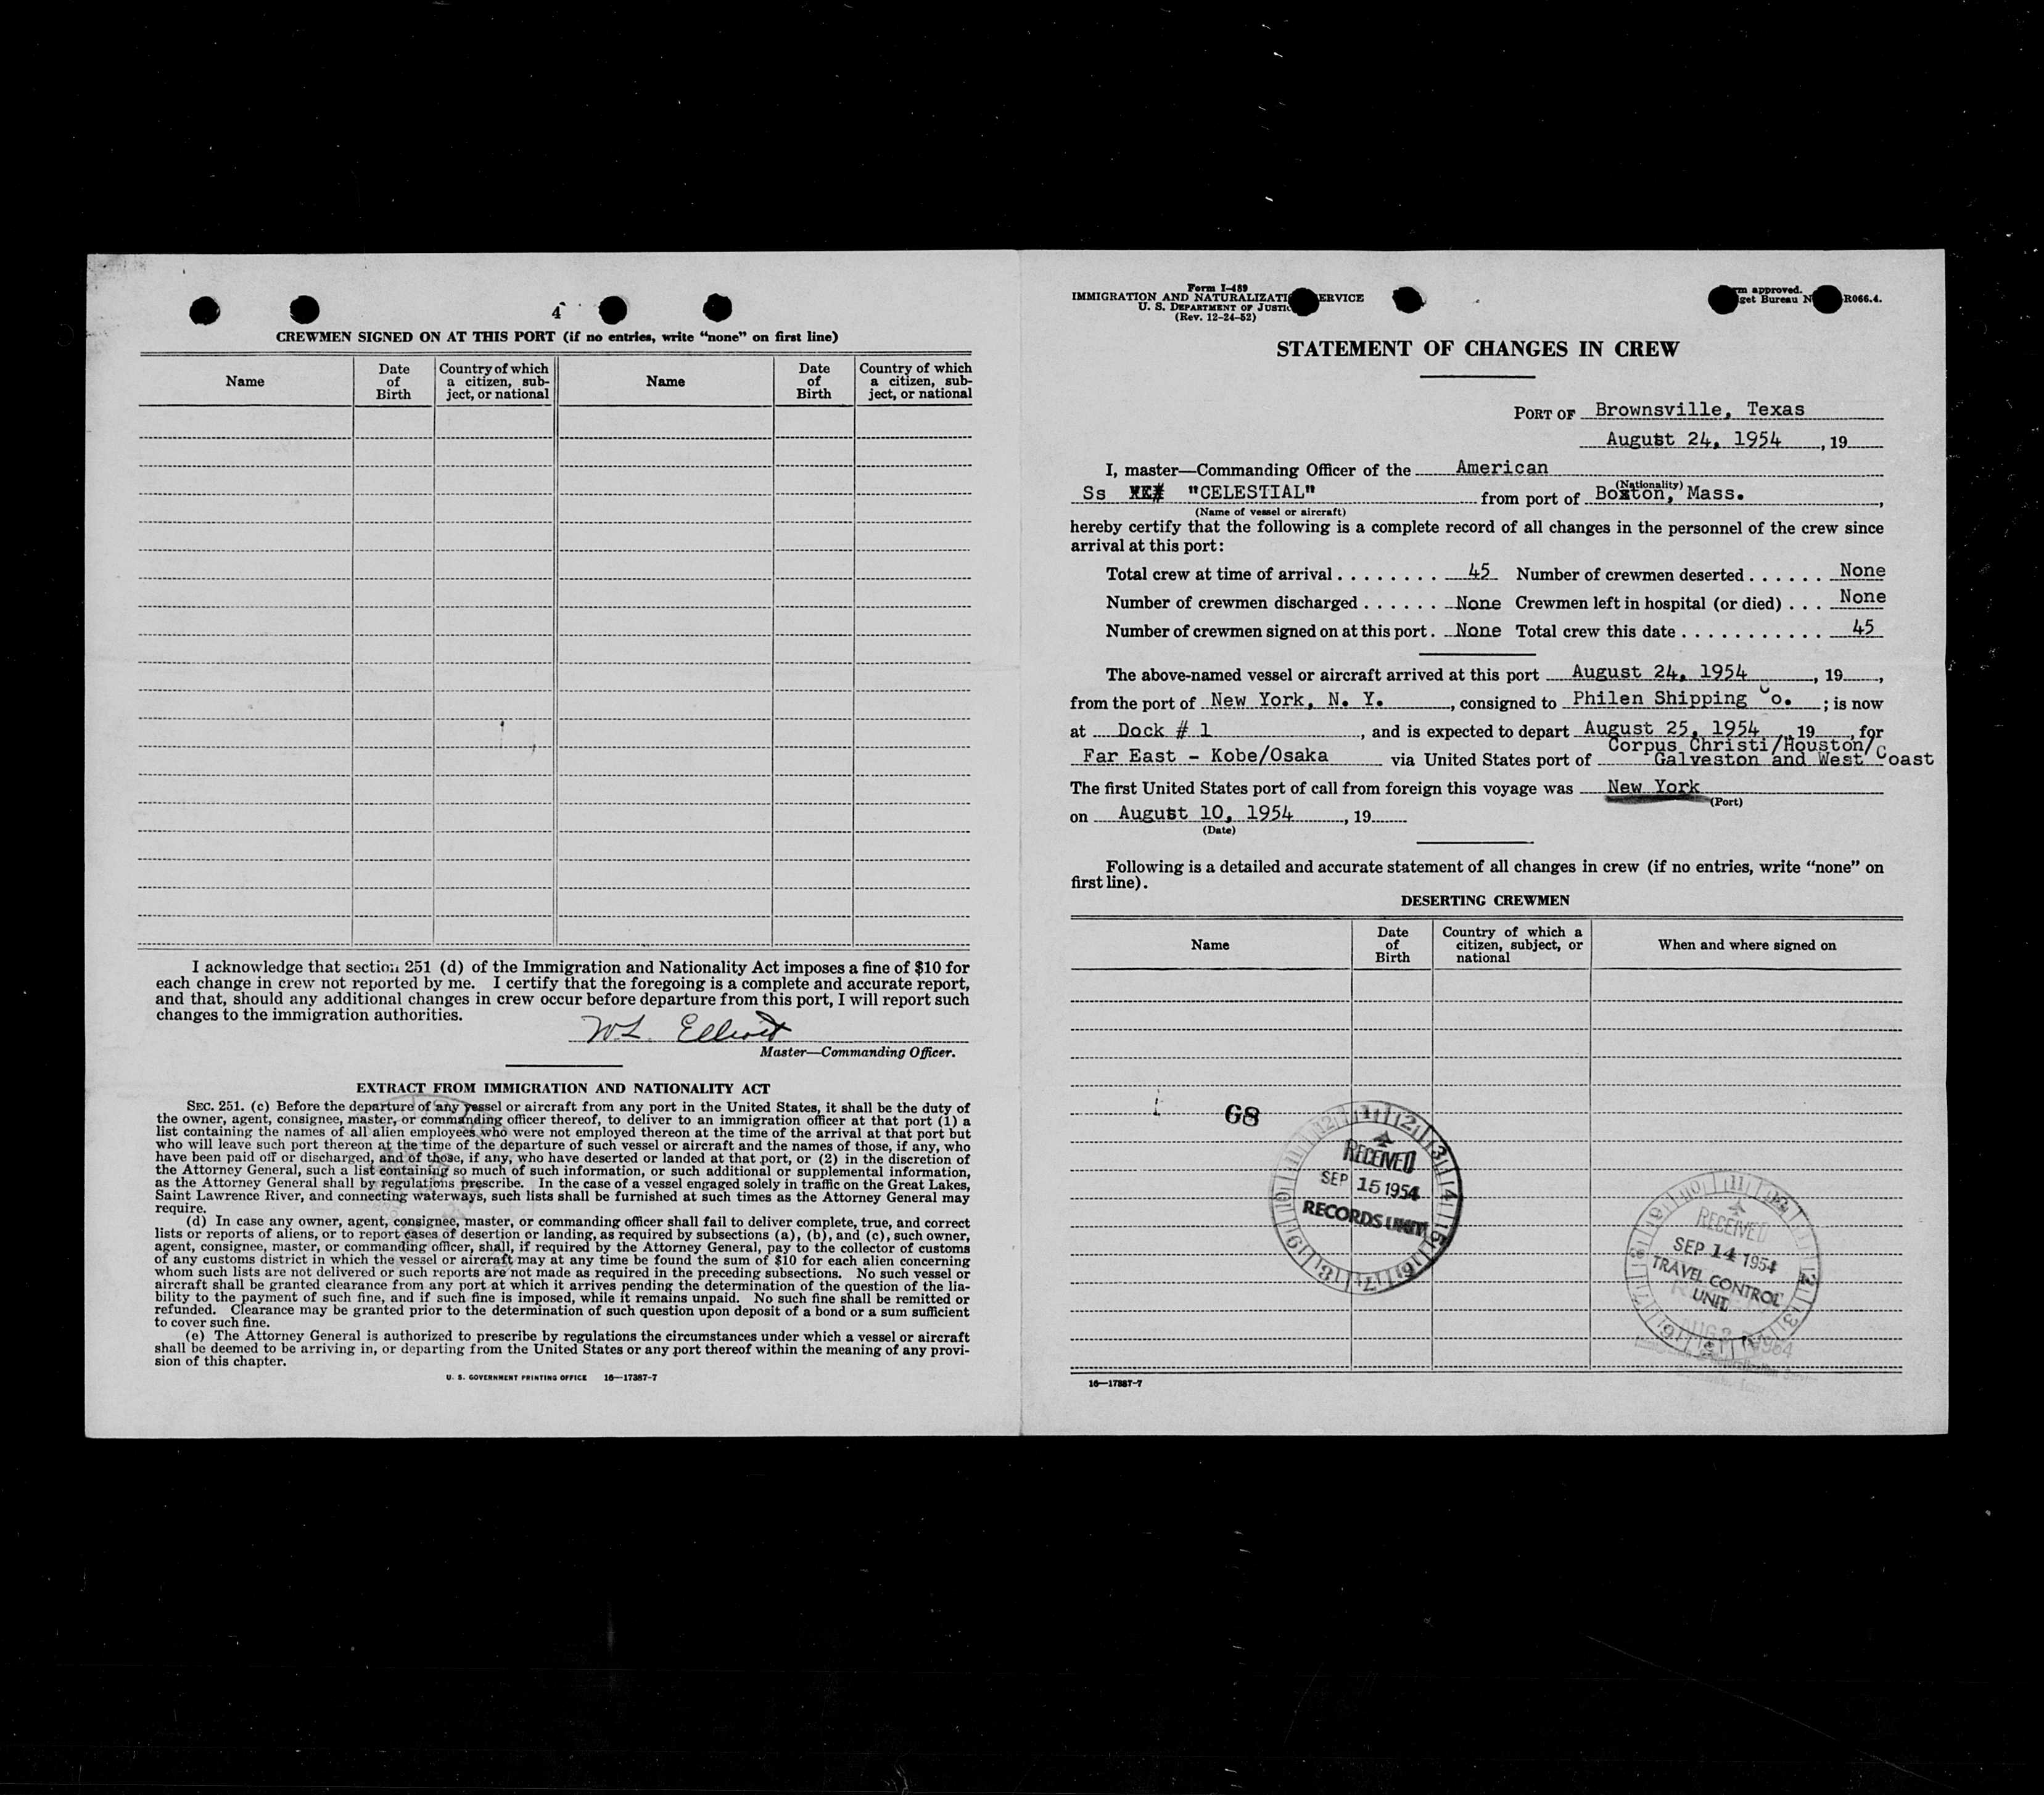 4
CREWMEN SIGNED ON AT THIS PORT (if no entries, write “none” on first line)
Name
Date of Birth
Country of which a citizen, sub-ject, or national
Name
Date of Birth
Country of which a citizen, sub-ject, or national
I acknowledge that section 251 (d) of the Immigration and Nationality Act imposes a fine of $10 for
each change in crew not reported by me. I certify that the foregoing is a complete and accurate report,
and that, should any additional changes in crew occur before departure from this port, I will report such
changes to the immigration authorities.
W.L. Elliott
Master—Commanding Officer.
EXTRACT FROM IMMIGRATION AND NATIONALITY ACT
SEC. 251. (c) Before the departure of any vessel or aircraft from any port in the United States, it shall be the duty of
the owner, agent, consignee, master, or commanding officer thereof, to deliver to an immigration officer at that port (1) a
list containing the names of all alien employees who were not employed thereon at the time of the arrival at that port but
who will leave such port thereon at the time of the departure of such vessel or aircraft and the names of those, if any, who
have been paid off or discharged, and of those, if any, who have deserted or landed at that port, or (2) in the discretion of
the Attorney General, such a list containing so much of such information, or such additional or supplemental information,
as the Attorney General shall by regulations prescribe. In the case of a vessel engaged solely in traffic on the Great Lakes,
Saint Lawrence River, and connecting waterways, such lists shall be furnished at such times as the Attorney General may
require.
(d) In case any owner, agent, consignee, master, or commanding officer shall fail to deliver complete, true, and correct
lists or reports of aliens, or to report cases of desertion or landing, as required by subsections (a), (b), and (c), such owner,
agent, consignee, master, or commanding officer, shall, if required by the Attorney General, pay to the collector of customs
of any customs district in which the vessel or aircraft may at any time be found the sum of $10 for each alien concerning
whom such lists are not delivered or such reports are not made as required in the preceding subsections. No such vessel or
aircraft shall be granted clearance from any port at which it arrives pending the determination of the question of the lia-
bility to the payment of such fine, and if such fine is imposed, while it remains unpaid. No such fine shall be remitted or
refunded. Clearance may be granted prior to the determination of such question upon deposit of a bond or a sum sufficient
to cover such fine.
(e) The Attorney General is authorized to prescribe by regulations the circumstances under which a vessel or aircraft
shall be deemed to be arriving in, or departing from the United States or any port thereof within the meaning of any provi-
sion of this chapter.
U. S. GOVERNMENT PRINTING OFFICE 16—17387-7
Form I-489
IMMIGRATION AND NATURALIZATI ERVICE
U. S. DEPARTMENT OF JUSTIC
(Rev. 12-24-52)
rm approved.
get Bureau N R066.4.
STATEMENT OF CHANGES IN CREW
PORT OF Brownsville, Texas
August 24, 1954, 19
I, master—Commanding Officer of the American
(Nationality)
Ss "CELESTIAL" from port of Boston, Mass.,
(Name of vessel or aircraft)
hereby certify that the following is a complete record of all changes in the personnel of the crew since
arrival at this port:
Total crew at time of arrival ........ 45 Number of crewmen deserted ...... None
Number of crewmen discharged ...... None Crewmen left in hospital (or died) ... None
Number of crewmen signed on at this port. None Total crew this date ........... 45
The above-named vessel or aircraft arrived at this port August 24, 1954, 19,
from the port of New York, N. Y., consigned to Philen Shipping Co.; is now
at Dock # 1, and is expected to depart August 25, 1954, 19, for
Corpus Christi/Houston/
Far East - Kobe/Osaka via United States port of Galveston and West Coast
The first United States port of call from foreign this voyage was New York
(Port)
on August 10, 1954, 19
(Date)
Following is a detailed and accurate statement of all changes in crew (if no entries, write “none” on
first line).
DESERTING CREWMEN
Name
Date of Birth
Country of which a citizen, subject, or national
When and where signed on
68
RECEIVED
SEP 15 1954
RECORDS UNIT
RECEIVED
SEP 14 1954
TRAVEL CONTROL
UNIT
16—17387-7